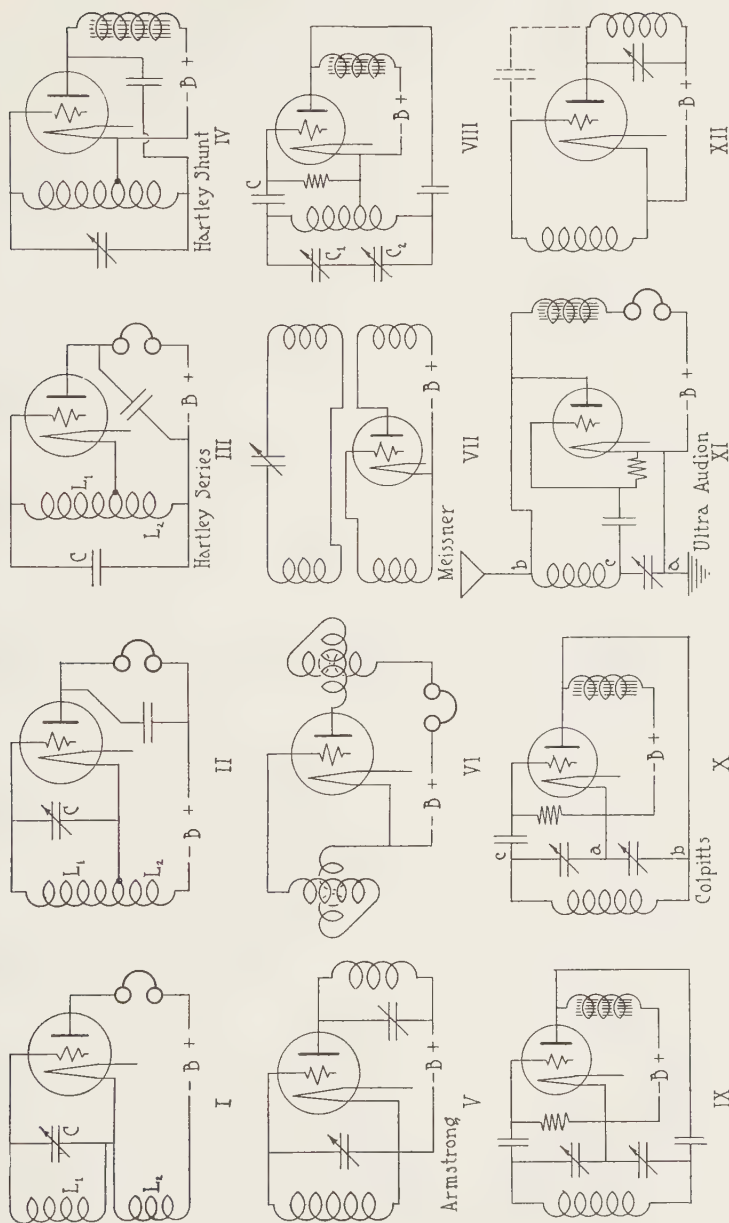 L₁
C
L₂
- B +
I
L₁
C
L₂
- B +
II
C
L₁
L₂
- B +
Hartley Series
III
- B +
Hartley Shunt
IV
- B +
Armstrong
V
- B +
VI
- B +
Meissner
VII
C
C₁
C₂
- B +
VIII
- B +
IX
c
a
b
- B +
Colpitts
X
b
c
a
- B +
Ultra Audion
XI
- B +
XII